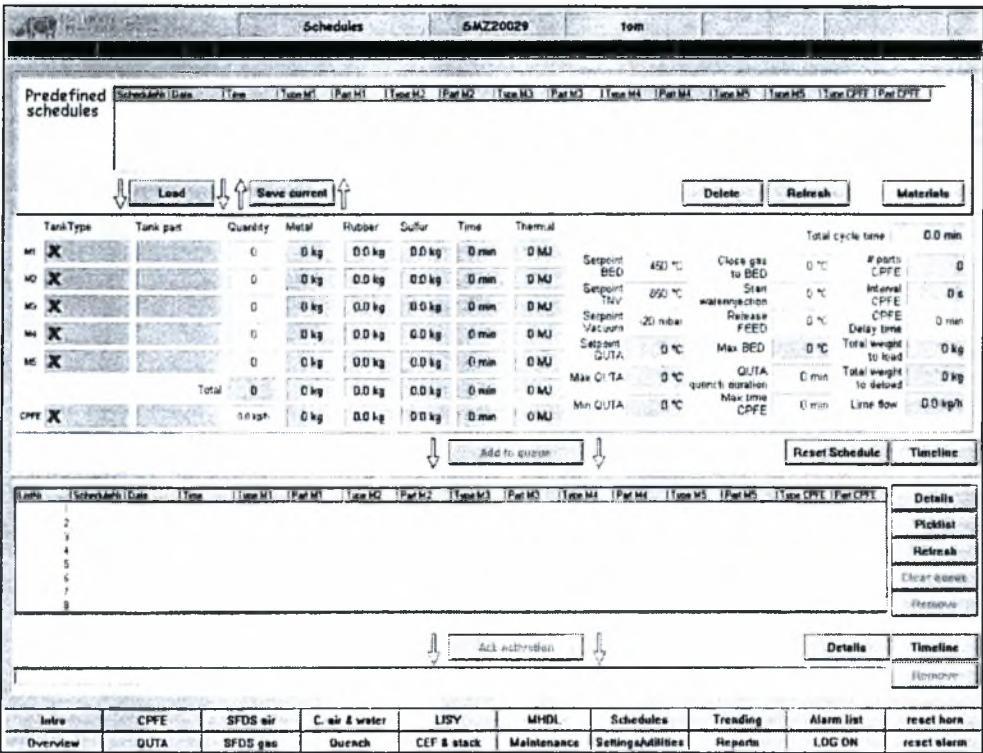 Schedules SMZ20029 tom
Predefined schedules
ScheduleNr Date Time Type M1 Part M1 Type M2 Part M2 Type M3 Part M3 Type M4 Part M4 Type M5 Type M5 Type CPFE Part CPFE
Load Save current Delete Refresh Materials
TankType Tank part Quantity Metal Rubber Sulfur Time Thermal
Total cycle time 0.0 min
M1 X 0 0 kg 0.0 kg 0.0 kg 0 min 0 MJ
Setpoint BED 450 °C Close gas to BED 0 °C # parts CPFE 0
M2 X 0 0 kg 0.0 kg 0.0 kg 0 min 0 MJ
Setpoint TNV 850 °C Start 0 °C Interval CPFE 0 s
M3 X 0 0 kg 0.0 kg 0.0 kg 0 min 0 MJ
Setpoint Vacuum -20 mbar Release FEED 0 °C CPFE Delay time 0 min
M4 X 0 0 kg 0.0 kg 0.0 kg 0 min 0 MJ
Setpoint QUTA 0 °C Max BED 0 °C Total weight to load 0 kg
M5 X 0 0 kg 0.0 kg 0.0 kg 0 min 0 MJ
Max QUTA 0 °C QUTA quench duration 0 min Total weight to deload 0 kg
Total 0 0 kg 0.0 kg 0.0 kg 0 min 0 MJ
Min QUTA 0 °C Max time CPFE 0 min Lime flow 0.0 kg/h
CPFE X 0.0 kg/h 0 kg 0.0 kg 0.0 kg 0 min 0 MJ
Add to queue Reset Schedule Timeline
ListNr ScheduleNr Date Time Type M1 Part M1 Type M2 Part M2 Type M3 Part M3 Type M4 Part M4 Type M5 Part M5 Type CPFE Part CPFE
Details
1
2
Picklist
3
4
Refresh
5
6
Clear queue
7
8
Remove
Ack activation Details Timeline
Remove
Intro CPFE SFDS air C. air & water LISY MHDL Schedules Trending Alarm list reset horn
Overview QUTA SFDS gas Quench CEF & stack Maintenance Settings/utilities Reports LOG ON reset alarm